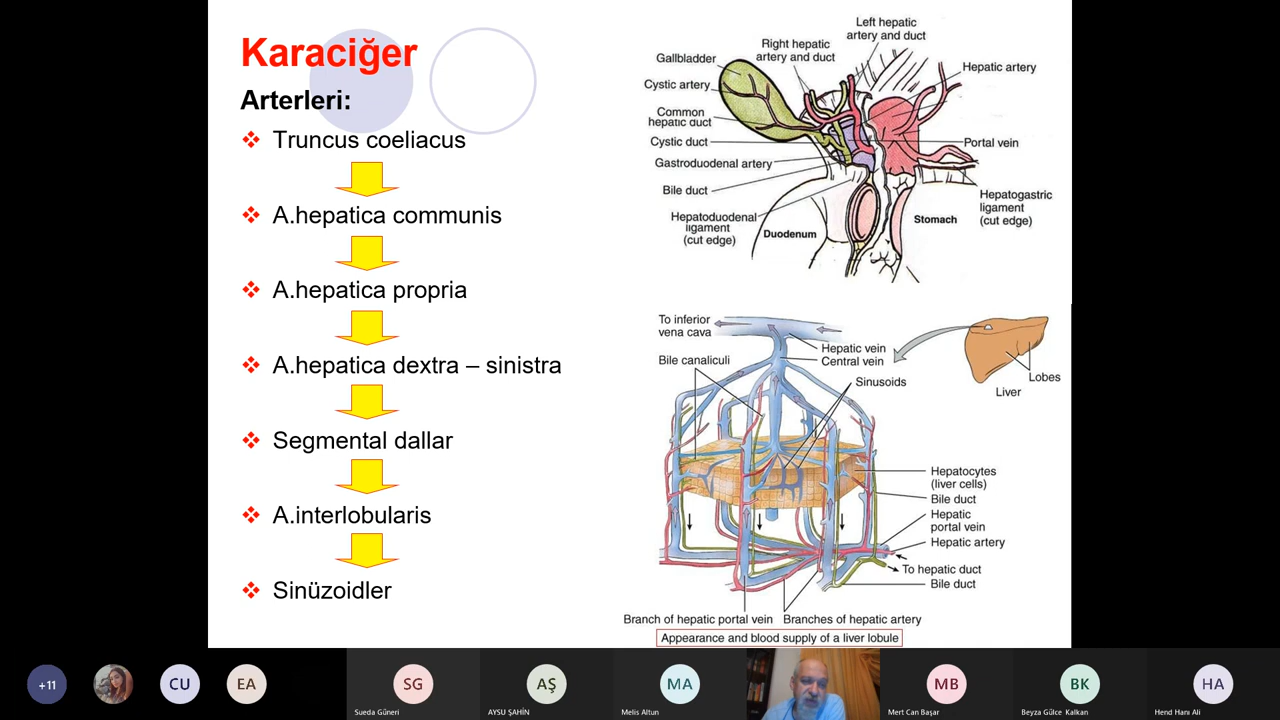 Karaciğer
Arterleri:
Truncus coeliacus
A.hepatica communis
A.hepatica propria
A.hepatica dextra – sinistra
Segmental dallar
A.interlobularis
Sinüzoidler
Left hepatic
artery and duct
Right hepatic
artery and duct
Gallbladder
Hepatic artery
Cystic artery
Common
hepatic duct
Cystic duct
Portal vein
Gastroduodenal artery
Bile duct
Hepatogastric
ligament
(cut edge)
Hepatoduodenal
ligament
(cut edge)
Duodenum
Stomach
To inferior
vena cava
Hepatic vein
Central vein
Bile canaliculi
Sinusoids
Lobes
Liver
Hepatocytes
(liver cells)
Bile duct
Hepatic
portal vein
Hepatic artery
To hepatic duct
Bile duct
Branch of hepatic portal vein
Branches of hepatic artery
Appearance and blood supply of a liver lobule
+11
CU
EA
SG
Sueda Güneri
AŞ
AYSU ŞAHİN
MA
Melis Altun
MB
Mert Can Başar
BK
Beyza Gülce Kalkan
HA
Hend Hanı Ali